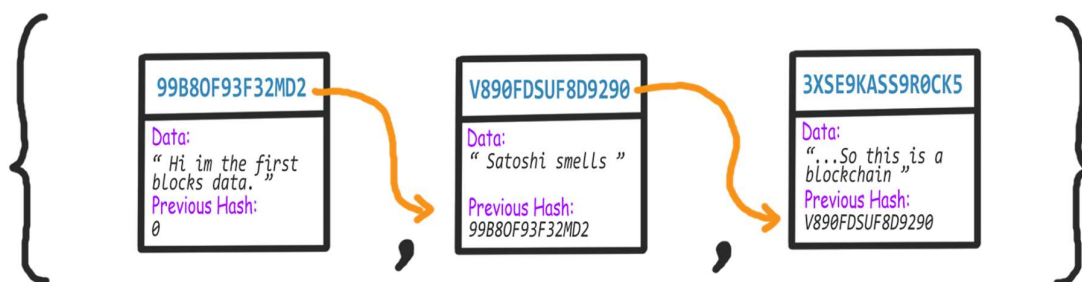 99B8OF93F32MD2
Data:
“ Hi im the first
blocks data. ”
Previous Hash:
0
V890FDSUF8D9290
Data:
“ Satoshi smells ”
Previous Hash:
99B8OF93F32MD2
3XSE9KASS9R0CK5
Data:
“...So this is a
blockchain ”
Previous Hash:
V890FDSUF8D9290